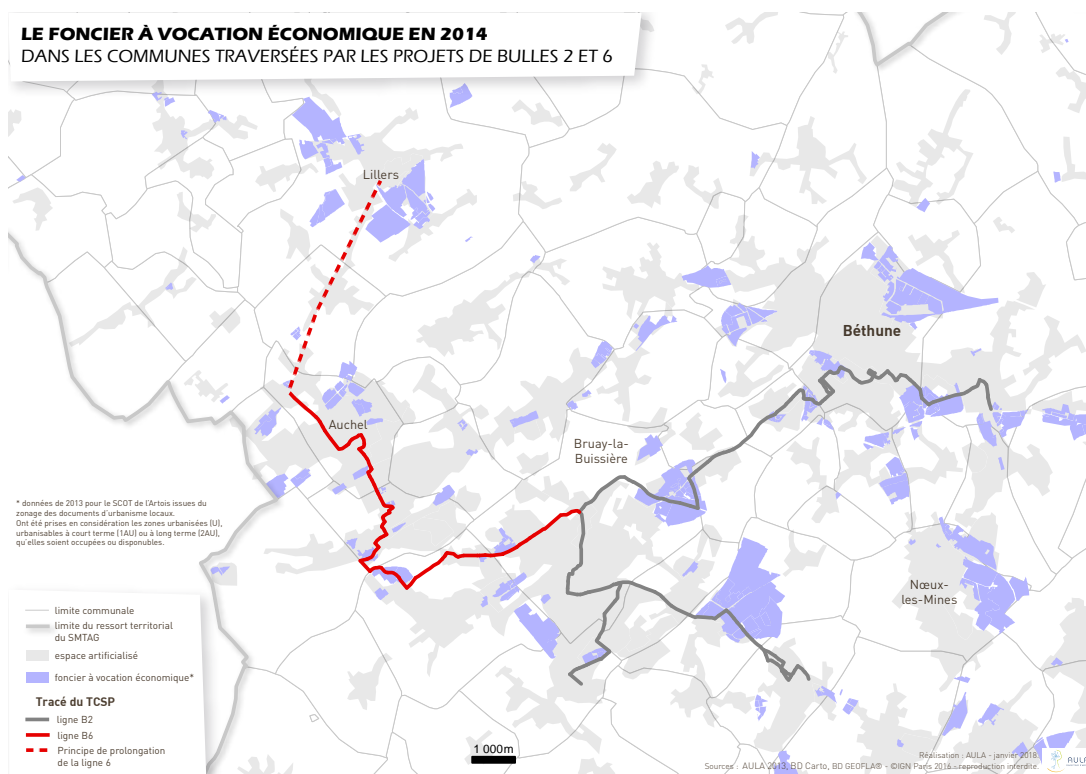 LE FONCIER À VOCATION ÉCONOMIQUE EN 2014
DANS LES COMMUNES TRAVERSÉES PAR LES PROJETS DE BULLES 2 ET 6
Lillers
Béthune
Auchel
Bruay-la-
Buissière
Nœux-
les-Mines
* données de 2013 pour le SCOT de l'Artois issues du
zonage des documents d'urbanisme locaux.
Ont été prises en considération les zones urbanisées (U),
urbanisables à court terme (1AU) ou à long terme (2AU),
qu'elles soient occupées ou disponibles.
limite communale
limite du ressort territorial
du SMTAG
espace artificialisé
foncier à vocation économique*
Tracé du TCSP
ligne B2
ligne B6
Principe de prolongation
de la ligne 6
1 000m
Réalisation : AULA - janvier 2018.
Sources : AULA 2013, BD Carto, BD GEOFLA® - ©IGN Paris 2016 - reproduction interdite.